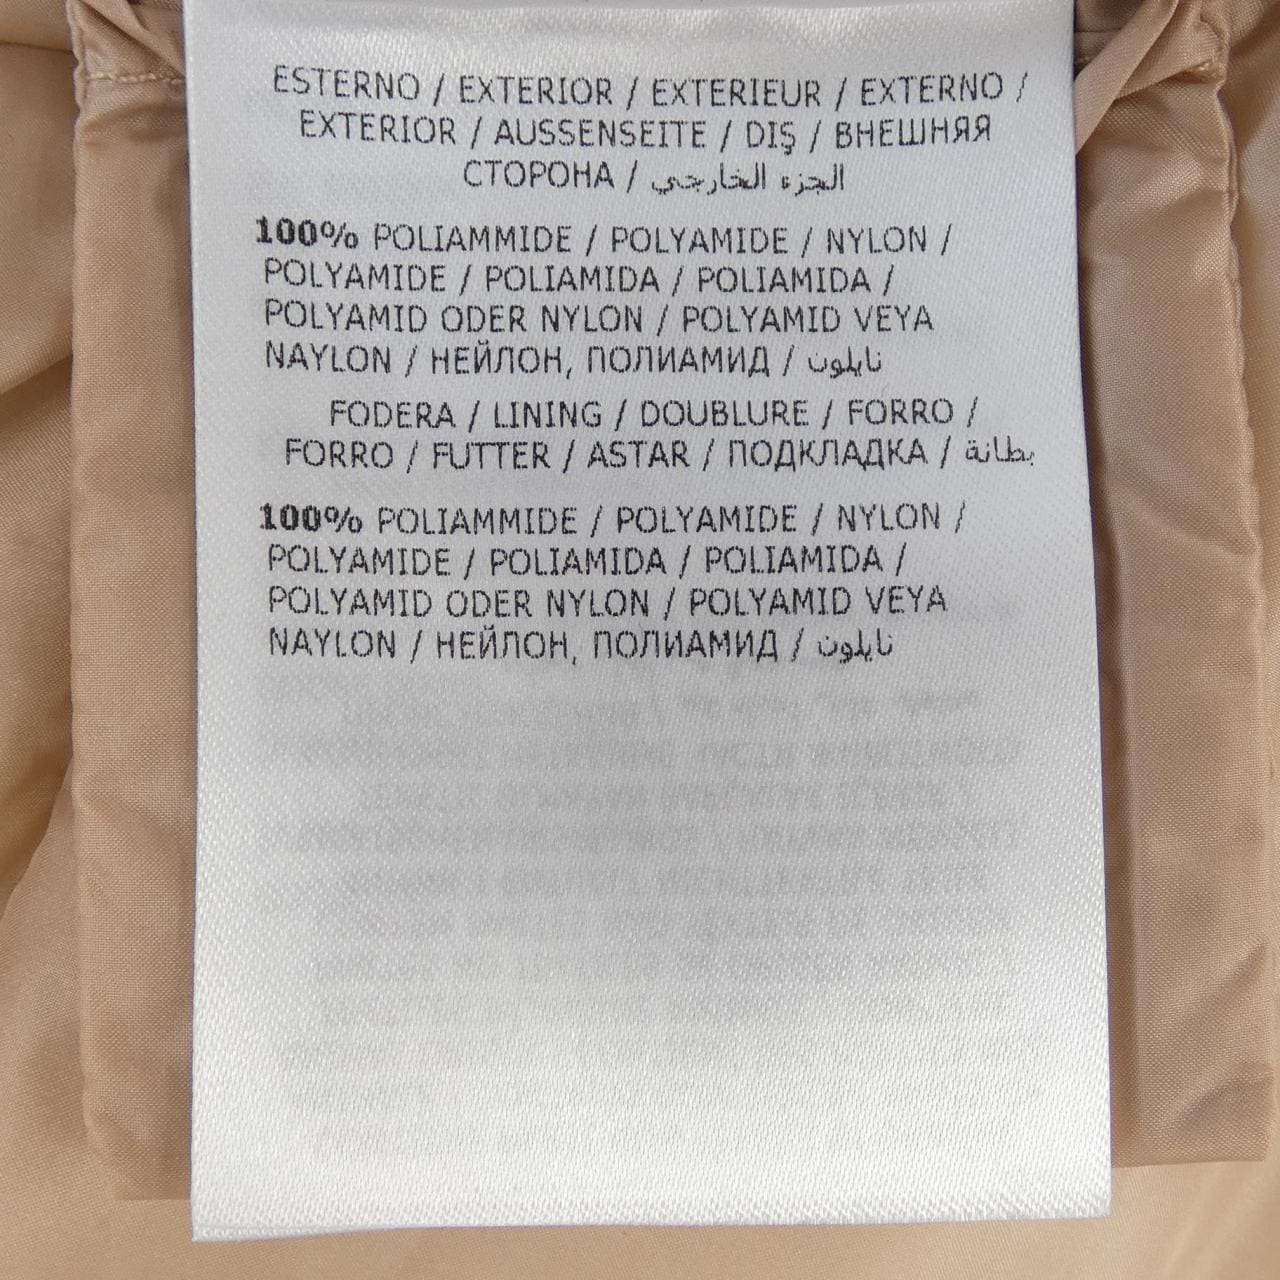 ESTERNO / EXTERIOR / EXTERIEUR / EXTERNO /
EXTERIOR / AUSSENSEITE / DIŞ / ВНЕШНЯЯ
СТОРОНА / الجزء الخارجي
100% POLIAMMIDE / POLYAMIDE / NYLON /
POLYAMIDE / POLIAMIDA / POLIAMIDA /
POLYAMID ODER NYLON / POLYAMID VEYA
NAYLON / НЕЙЛОН, ПОЛИАМИД / نايلون
FODERA / LINING / DOUBLURE / FORRO /
FORRO / FUTTER / ASTAR / ПОДКЛАДКА / بطانة
100% POLIAMMIDE / POLYAMIDE / NYLON /
POLYAMIDE / POLIAMIDA / POLIAMIDA /
POLYAMID ODER NYLON / POLYAMID VEYA
NAYLON / НЕЙЛОН, ПОЛИАМИД / نايلون